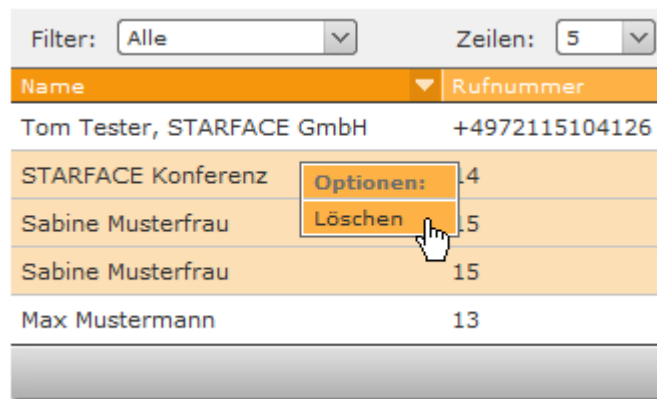 Filter: Alle Zeilen: 5
Name Rufnummer
Tom Tester, STARFACE GmbH +4972115104126
STARFACE Konferenz 14
Optionen:
Sabine Musterfrau 15
Löschen
Sabine Musterfrau 15
Max Mustermann 13